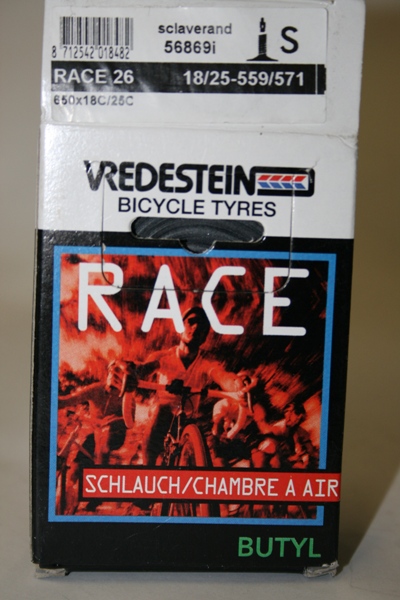 sclaverand
56869i
S
8 712542 018482
RACE 26 18/25-559/571
650x18C/25C
VREDESTEIN
BICYCLE TYRES
RACE
SCHLAUCH/CHAMBRE A AIR
BUTYL